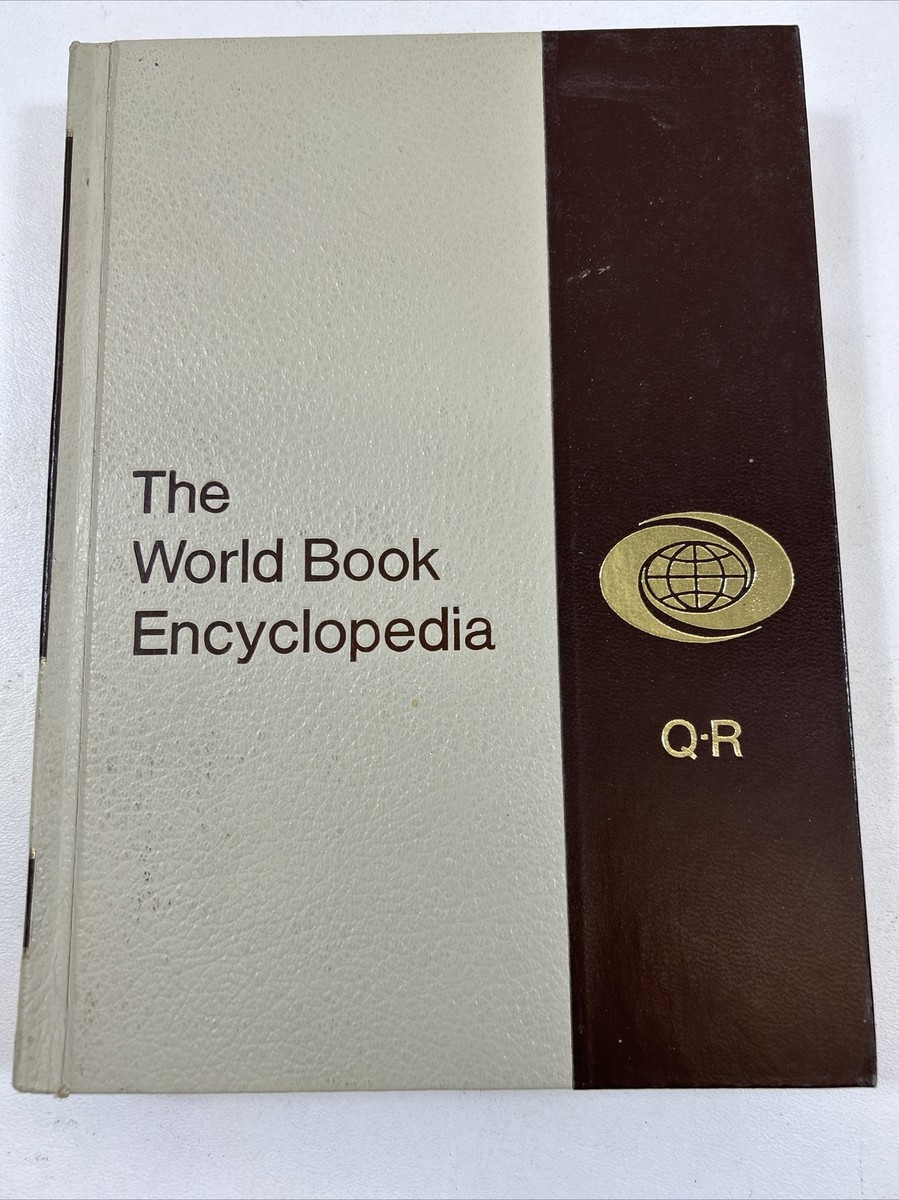 The
World Book
Encyclopedia
Q·R